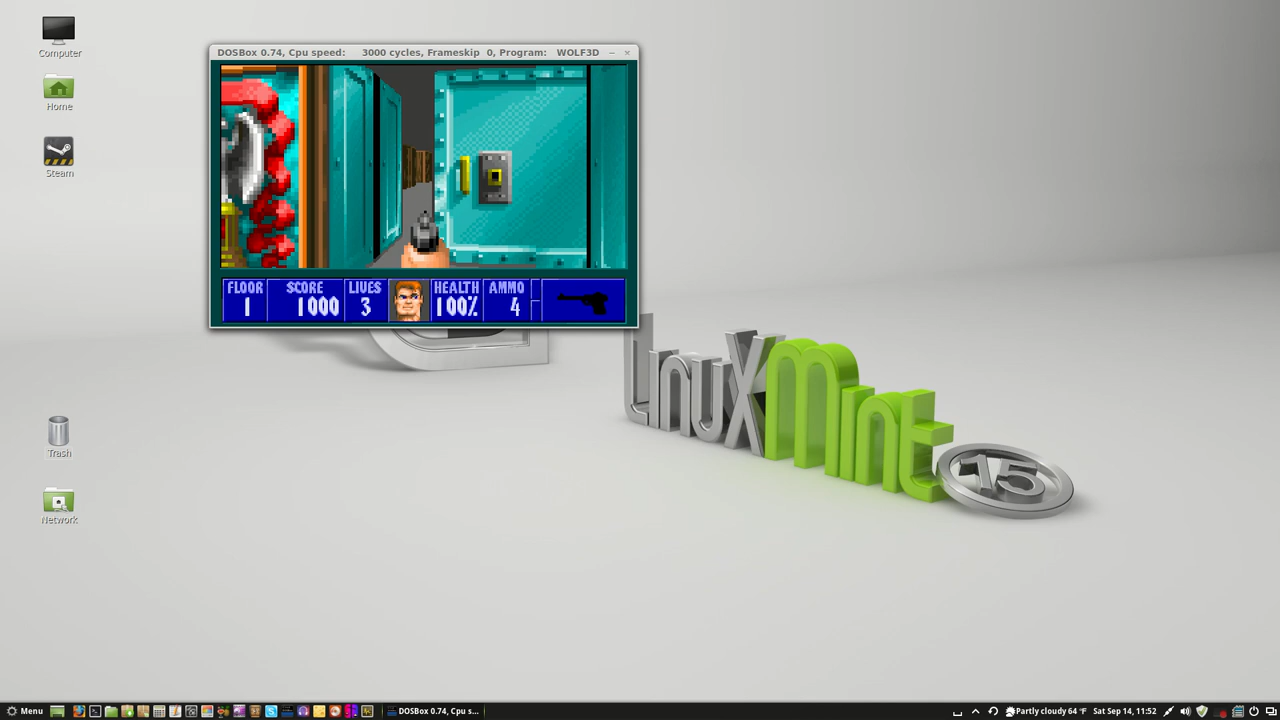 Computer
Home
Steam
Trash
Network
DOSBox 0.74, Cpu speed: 3000 cycles, Frameskip 0, Program: WOLF3D
FLOOR SCORE LIVES HEALTH AMMO
1 1000 3 100% 4
LinuxMint
15
Menu
DOSBox 0.74, Cpu s...
Partly cloudy 64 °F
Sat Sep 14, 11:52